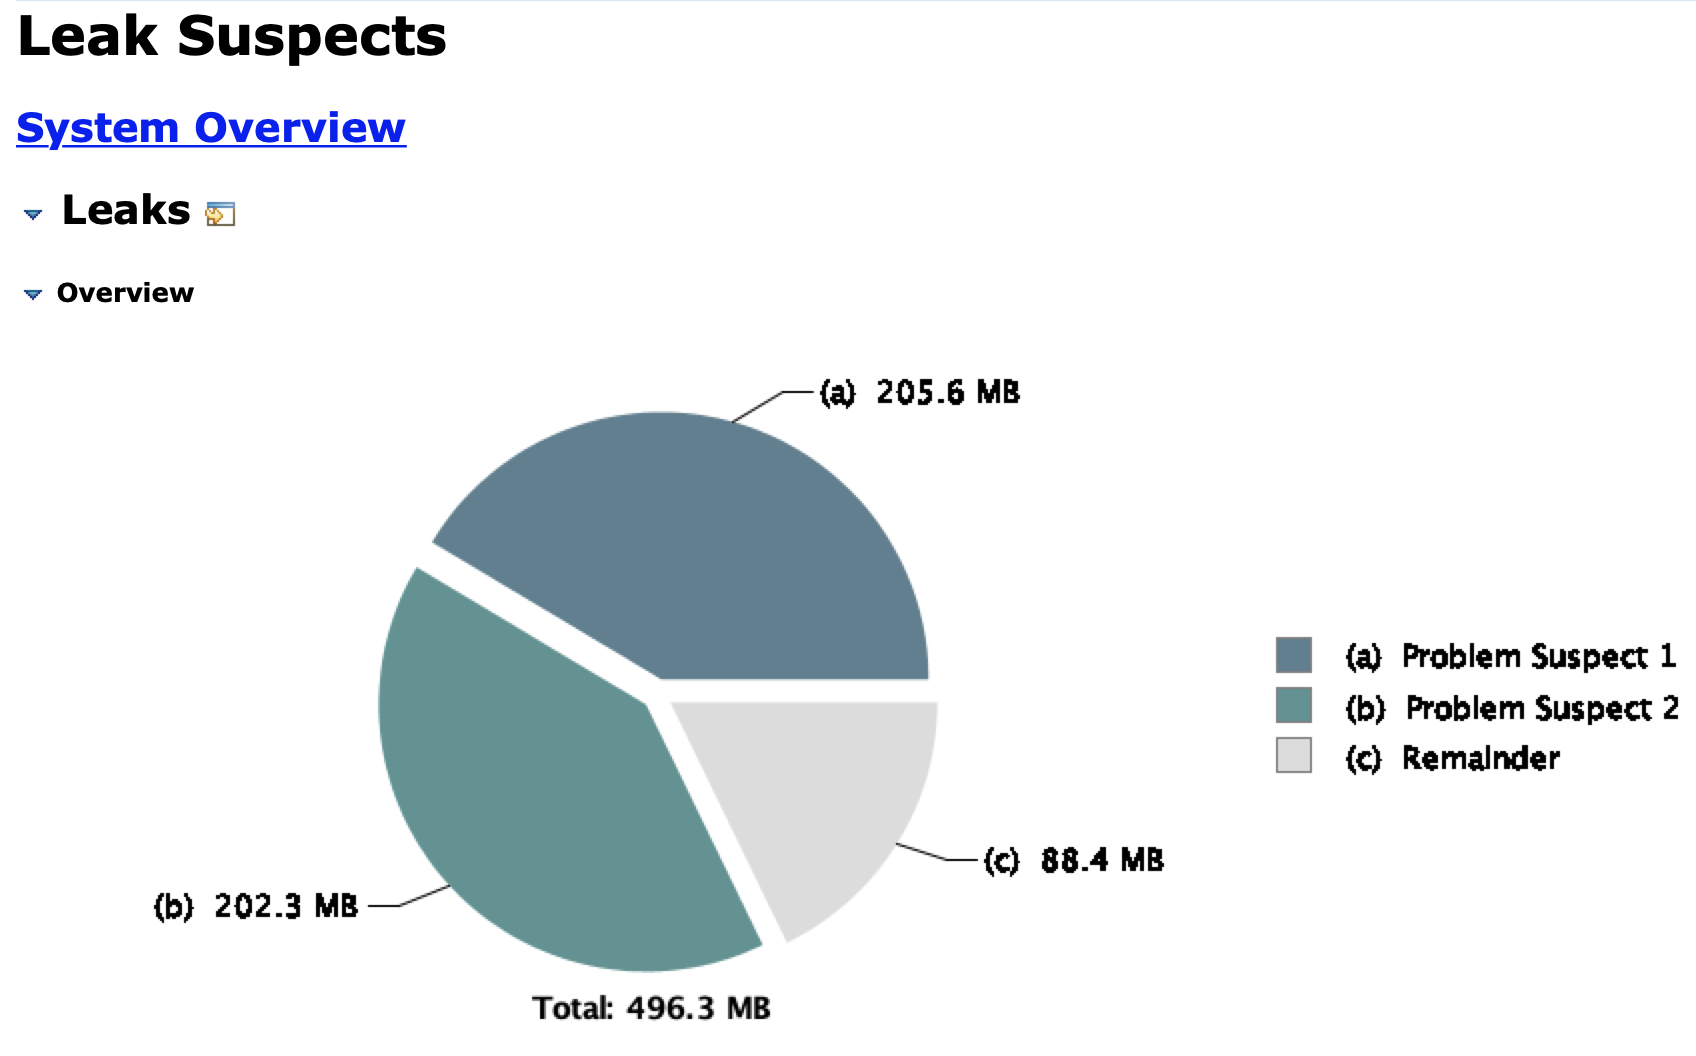 Leak Suspects
System Overview
Leaks
Overview
(a) 205.6 MB
(a) Problem Suspect 1
(b) Problem Suspect 2
(c) Remainder
(c) 88.4 MB
(b) 202.3 MB
Total: 496.3 MB